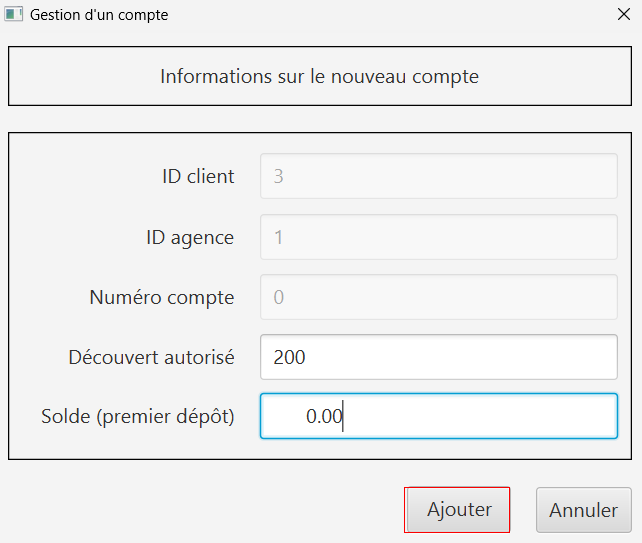 Gestion d'un compte
Informations sur le nouveau compte
ID client 3
ID agence 1
Numéro compte 0
Découvert autorisé 200
Solde (premier dépôt) 0.00
Ajouter Annuler